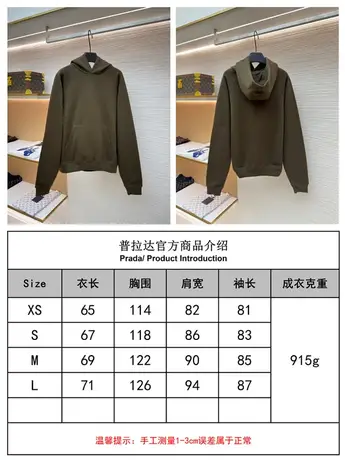 普拉达官方商品介绍
Prada/ Product Introduction
Size 衣长 胸围 肩宽 袖长 成衣克重
XS 65 114 82 81
S 67 118 86 83
M 69 122 90 85
L 71 126 94 87
915g
温馨提示：手工测量1-3cm误差属于正常